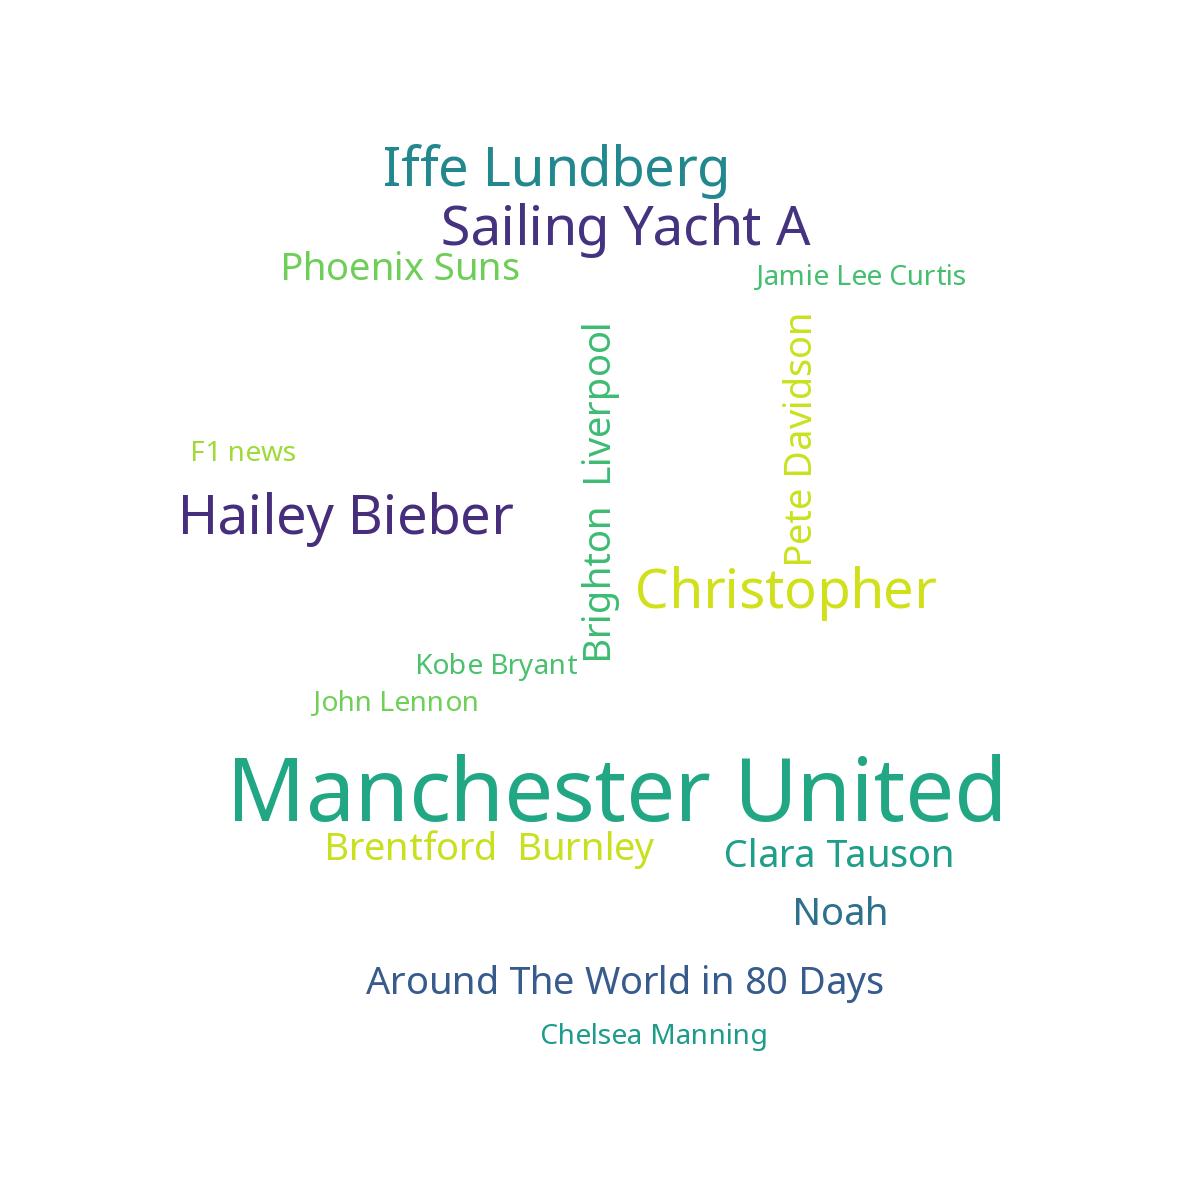 Iffe Lundberg
Sailing Yacht A
Phoenix Suns
Jamie Lee Curtis
Brighton  Liverpool
Pete Davidson
F1 news
Hailey Bieber
Christopher
Kobe Bryant
John Lennon
Manchester United
Brentford  Burnley
Clara Tauson
Noah
Around The World in 80 Days
Chelsea Manning